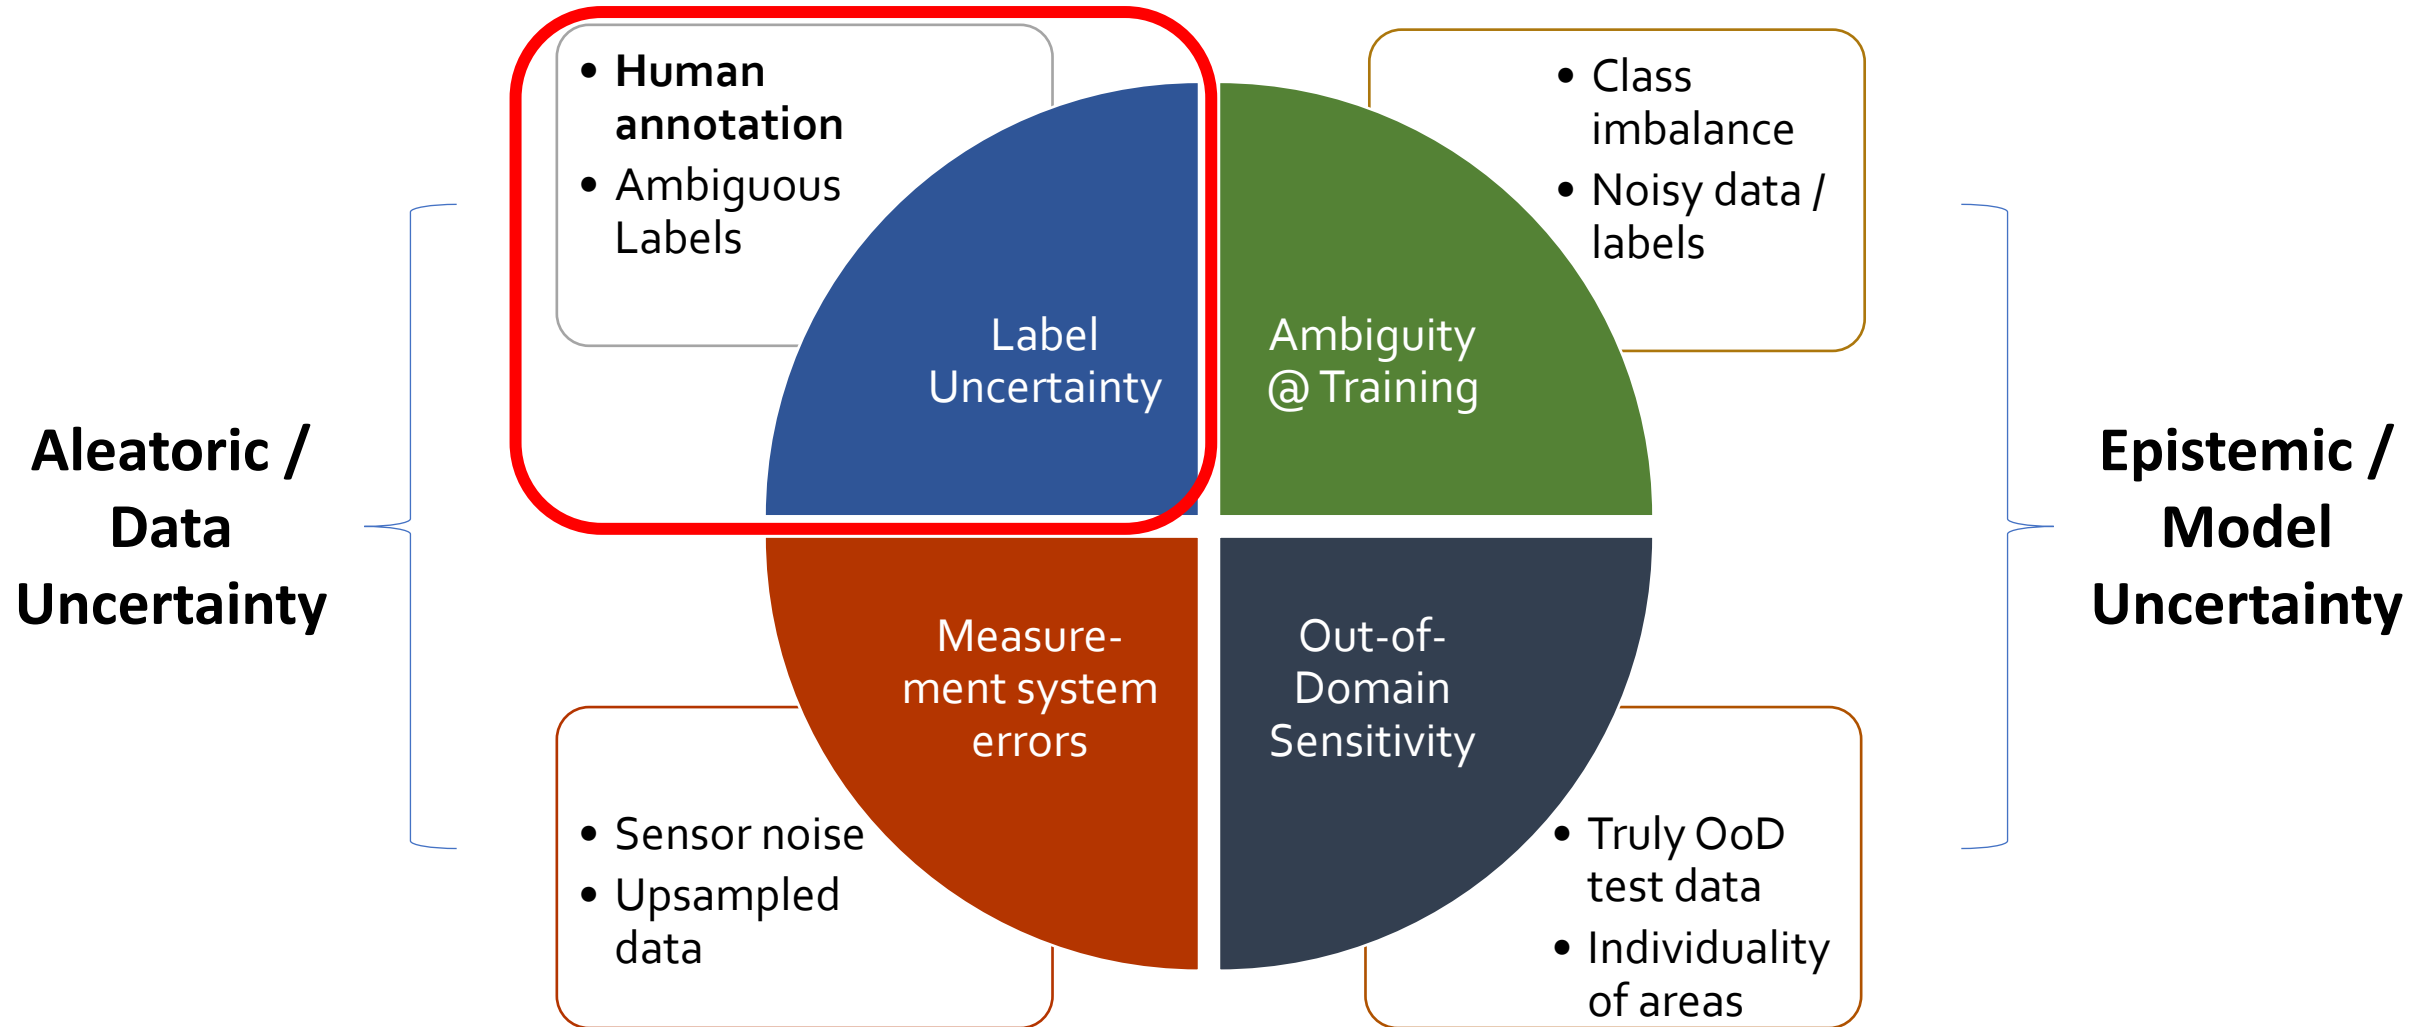 • Human
annotation
• Ambiguous
Labels
• Class
imbalance
• Noisy data /
labels
Label
Uncertainty
Ambiguity
@ Training
Aleatoric /
Data
Uncertainty
Epistemic /
Model
Uncertainty
Measure-
ment system
errors
Out-of-
Domain
Sensitivity
• Sensor noise
• Upsampled
data
• Truly OoD
test data
• Individuality
of areas